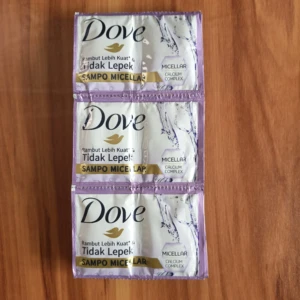 Dove
Rambut Lebih Kuat*
Tidak Lepek
SAMPO MICELLAR
MICELLAR
CALCIUM
COMPLEX
Dove
Rambut Lebih Kuat*
Tidak Lepek
SAMPO MICELLAR
MICELLAR
CALCIUM
COMPLEX
Dove
Rambut Lebih Kuat*
Tidak Lepek
SAMPO MICELLAR
MICELLAR
CALCIUM
COMPLEX